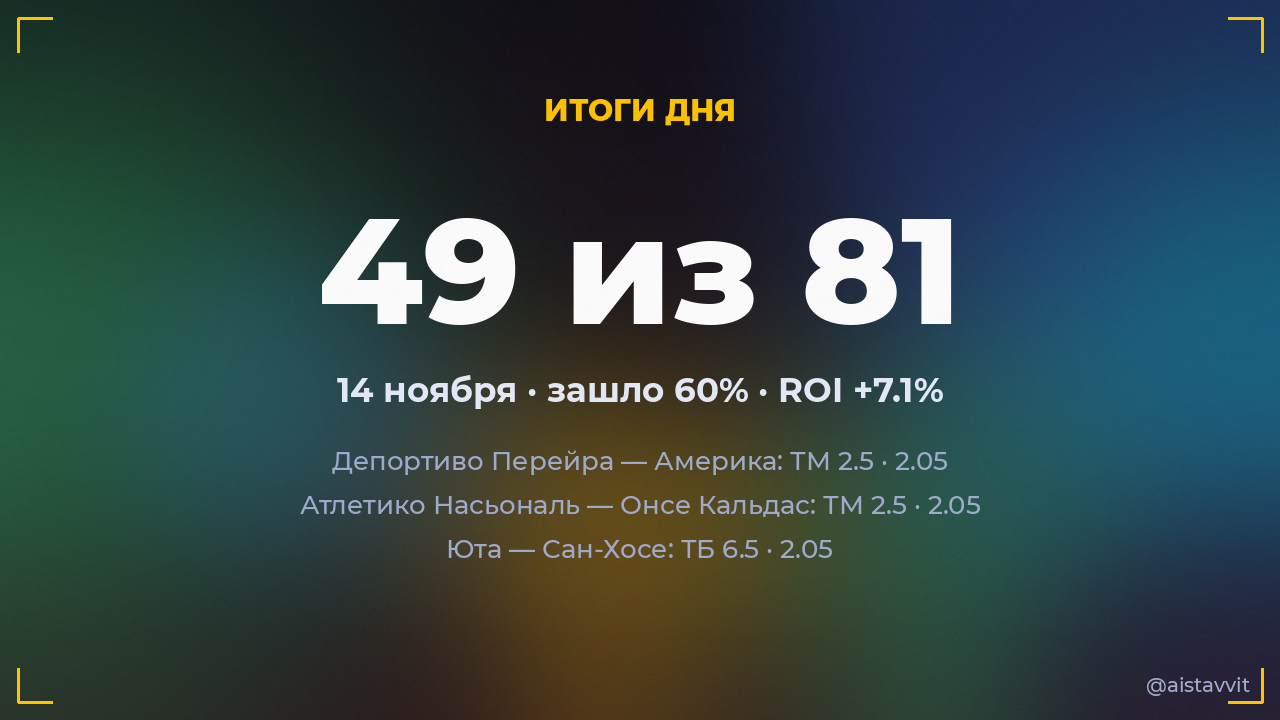 ИТОГИ ДНЯ
49 из 81
14 ноября · зашло 60% · ROI +7.1%
Депортиво Перейра — Америка: ТМ 2.5 · 2.05
Атлетико Насьональ — Онсе Кальдас: ТМ 2.5 · 2.05
Юта — Сан-Хосе: ТБ 6.5 · 2.05
@aistavvit